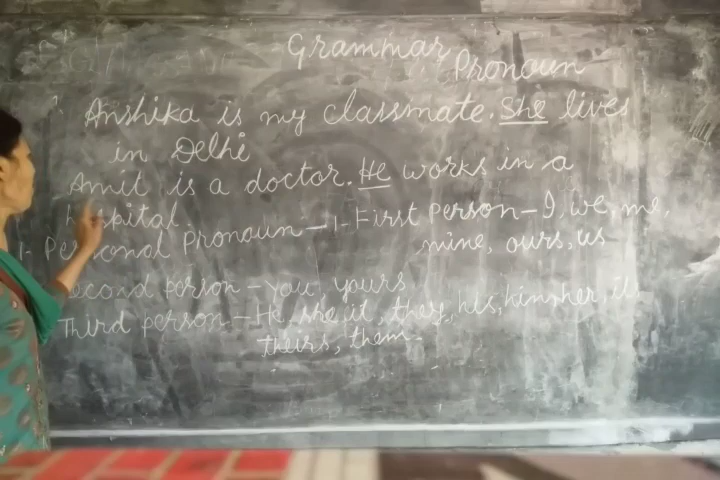 Grammar
Pronoun
Anshika is my classmate. She lives
in Delhi
Amit is a doctor. He works in a
hospital.
1- Personal Pronoun - 1- First Person - I, we, me,
mine, ours, us
second person - you yours
Third person - He she, it, they, his, him, her, its
theirs, them.